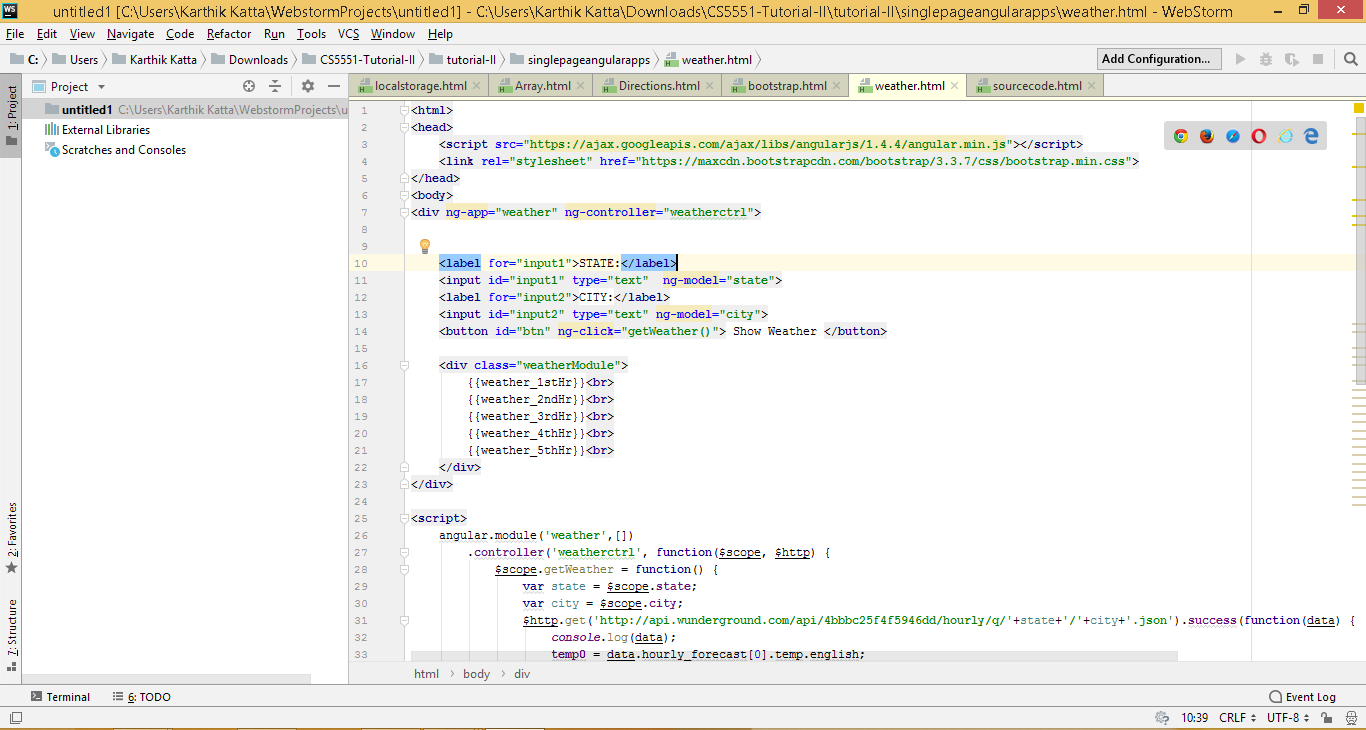 WS untitled1 [C:\Users\Karthik Katta\WebstormProjects\untitled1] - C:\Users\Karthik Katta\Downloads\CS5551-Tutorial-II\tutorial-II\singlepageangularapps\weather.html - WebStorm
File Edit View Navigate Code Refactor Run Tools VCS Window Help
C: Users Karthik Katta Downloads CS5551-Tutorial-II tutorial-II singlepageangularapps weather.html Add Configuration...
1: Project
Project
untitled1 C:\Users\Karthik Katta\WebstormProjects\u
External Libraries
Scratches and Consoles
2: Favorites
7: Structure
localstorage.html Array.html Directions.html bootstrap.html weather.html sourcecode.html
1 <html>
2 <head>
3 <script src="https://ajax.googleapis.com/ajax/libs/angularjs/1.4.4/angular.min.js"></script>
4 <link rel="stylesheet" href="https://maxcdn.bootstrapcdn.com/bootstrap/3.3.7/css/bootstrap.min.css">
5 </head>
6 <body>
7 <div ng-app="weather" ng-controller="weatherctrl">
8
9
10 <label for="input1">STATE:</label>
11 <input id="input1" type="text"  ng-model="state">
12 <label for="input2">CITY:</label>
13 <input id="input2" type="text" ng-model="city">
14 <button id="btn" ng-click="getWeather()"> Show Weather </button>
15
16 <div class="weatherModule">
17 {{weather_1stHr}}<br>
18 {{weather_2ndHr}}<br>
19 {{weather_3rdHr}}<br>
20 {{weather_4thHr}}<br>
21 {{weather_5thHr}}<br>
22 </div>
23 </div>
24
25 <script>
26 angular.module('weather',[])
27 .controller('weatherctrl', function($scope, $http) {
28 $scope.getWeather = function() {
29 var state = $scope.state;
30 var city = $scope.city;
31 $http.get('http://api.wunderground.com/api/4bbbc25f4f5946dd/hourly/q/'+state+'/'+city+'.json').success(function(data) {
32 console.log(data);
33 temp0 = data.hourly_forecast[0].temp.english;
html body div
Terminal 6: TODO Event Log
10:39 CRLF UTF-8